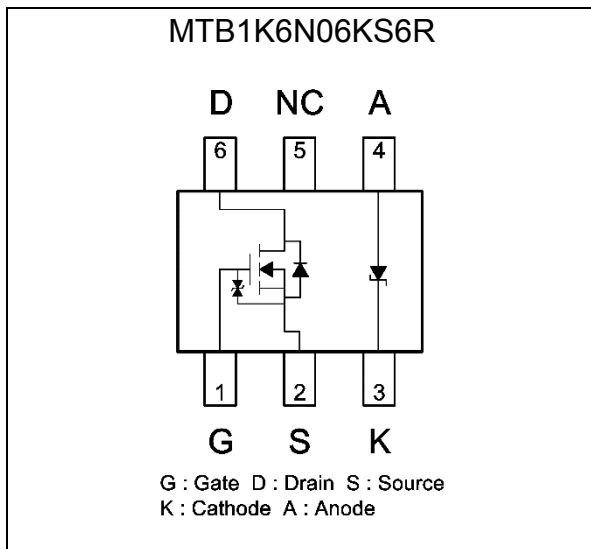 MTB1K6N06KS6R
D NC A
6 5 4
1 2 3
G S K
G : Gate D : Drain S : Source
K : Cathode A : Anode